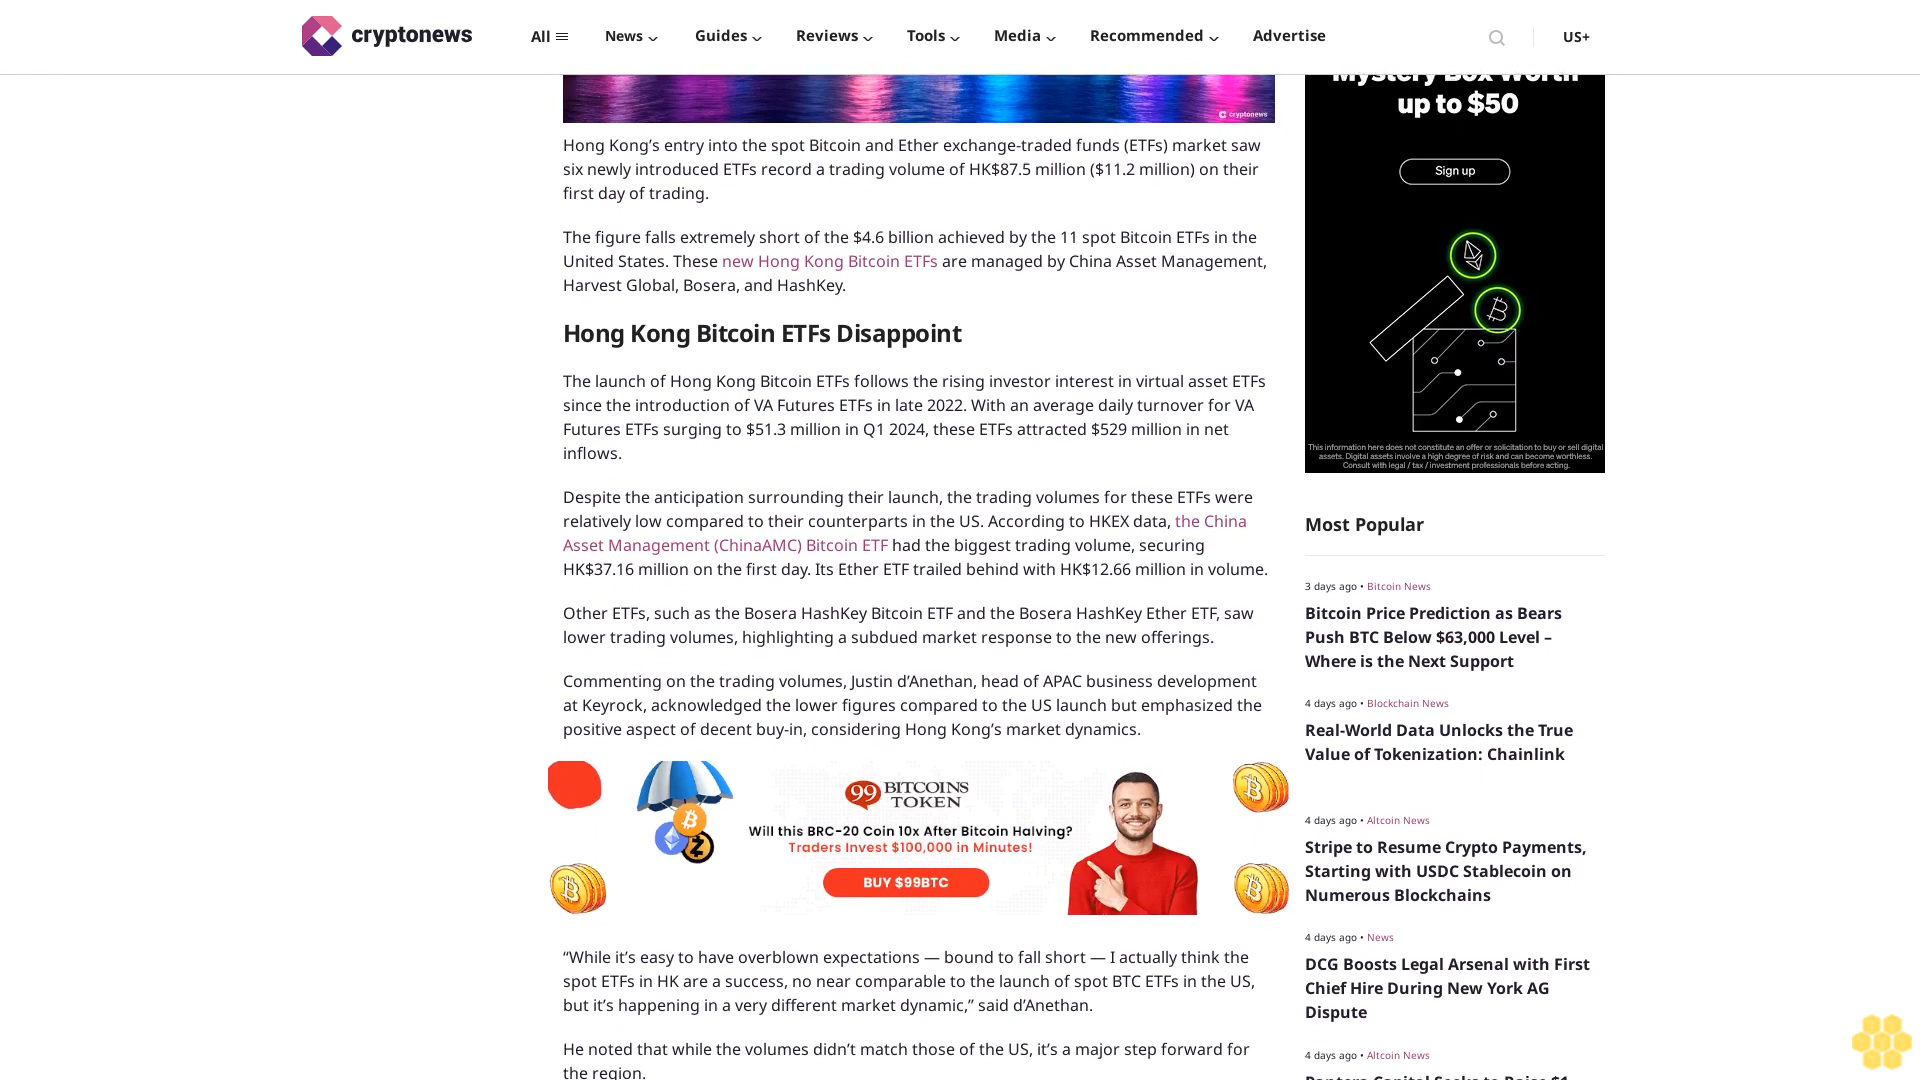 cryptonews
All
News
Guides
Reviews
Tools
Media
Recommended
Advertise
US+
cryptonews
Hong Kong’s entry into the spot Bitcoin and Ether exchange-traded funds (ETFs) market saw
six newly introduced ETFs record a trading volume of HK$87.5 million ($11.2 million) on their
first day of trading.
The figure falls extremely short of the $4.6 billion achieved by the 11 spot Bitcoin ETFs in the
United States. These new Hong Kong Bitcoin ETFs are managed by China Asset Management,
Harvest Global, Bosera, and HashKey.
Hong Kong Bitcoin ETFs Disappoint
The launch of Hong Kong Bitcoin ETFs follows the rising investor interest in virtual asset ETFs
since the introduction of VA Futures ETFs in late 2022. With an average daily turnover for VA
Futures ETFs surging to $51.3 million in Q1 2024, these ETFs attracted $529 million in net
inflows.
Despite the anticipation surrounding their launch, the trading volumes for these ETFs were
relatively low compared to their counterparts in the US. According to HKEX data, the China
Asset Management (ChinaAMC) Bitcoin ETF had the biggest trading volume, securing
HK$37.16 million on the first day. Its Ether ETF trailed behind with HK$12.66 million in volume.
Other ETFs, such as the Bosera HashKey Bitcoin ETF and the Bosera HashKey Ether ETF, saw
lower trading volumes, highlighting a subdued market response to the new offerings.
Commenting on the trading volumes, Justin d’Anethan, head of APAC business development
at Keyrock, acknowledged the lower figures compared to the US launch but emphasized the
positive aspect of decent buy-in, considering Hong Kong’s market dynamics.
99 BITCOINS
TOKEN
Will this BRC-20 Coin 10x After Bitcoin Halving?
Traders Invest $100,000 in Minutes!
BUY $99BTC
“While it’s easy to have overblown expectations — bound to fall short — I actually think the
spot ETFs in HK are a success, no near comparable to the launch of spot BTC ETFs in the US,
but it’s happening in a very different market dynamic,” said d’Anethan.
He noted that while the volumes didn’t match those of the US, it’s a major step forward for
the region.
Mystery Box Worth
up to $50
Sign up
This information here does not constitute an offer or solicitation to buy or sell digital
assets. Digital assets involve a high degree of risk and can become worthless.
Consult with legal / tax / investment professionals before acting.
Most Popular
3 days ago • Bitcoin News
Bitcoin Price Prediction as Bears
Push BTC Below $63,000 Level –
Where is the Next Support
4 days ago • Blockchain News
Real-World Data Unlocks the True
Value of Tokenization: Chainlink
4 days ago • Altcoin News
Stripe to Resume Crypto Payments,
Starting with USDC Stablecoin on
Numerous Blockchains
4 days ago • News
DCG Boosts Legal Arsenal with First
Chief Hire During New York AG
Dispute
4 days ago • Altcoin News
Pantera Capital Seeks to Raise $1